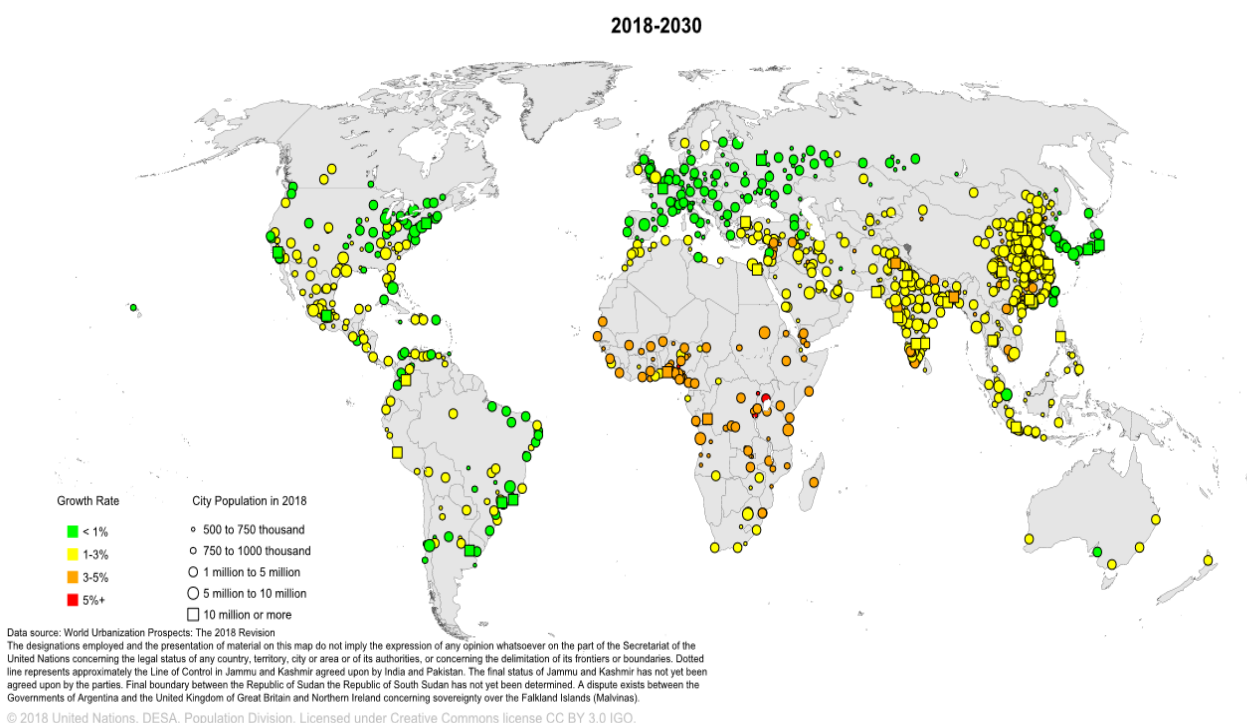 2018-2030
Growth Rate
< 1%
1-3%
3-5%
5%+
City Population in 2018
500 to 750 thousand
750 to 1000 thousand
1 million to 5 million
5 million to 10 million
10 million or more
Data source: World Urbanization Prospects: The 2018 Revision
The designations employed and the presentation of material on this map do not imply the expression of any opinion whatsoever on the part of the Secretariat of the
United Nations concerning the legal status of any country, territory, city or area or of its authorities, or concerning the delimitation of its frontiers or boundaries. Dotted
line represents approximately the Line of Control in Jammu and Kashmir agreed upon by India and Pakistan. The final status of Jammu and Kashmir has not yet been
agreed upon by the parties. Final boundary between the Republic of Sudan the Republic of South Sudan has not yet been determined. A dispute exists between the
Governments of Argentina and the United Kingdom of Great Britain and Northern Ireland concerning sovereignty over the Falkland Islands (Malvinas).
© 2018 United Nations, DESA, Population Division. Licensed under Creative Commons license CC BY 3.0 IGO.